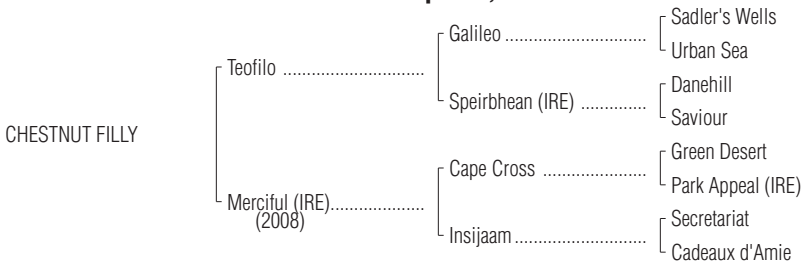 Sadler's Wells
Galileo ..............................
Urban Sea
Teofilo ..............................
Danehill
Speirbhean (IRE) ..............
Saviour
CHESTNUT FILLY
Green Desert
Cape Cross ......................
Park Appeal (IRE)
Merciful (IRE)....................
(2008)
Secretariat
Insijaam............................
Cadeaux d'Amie